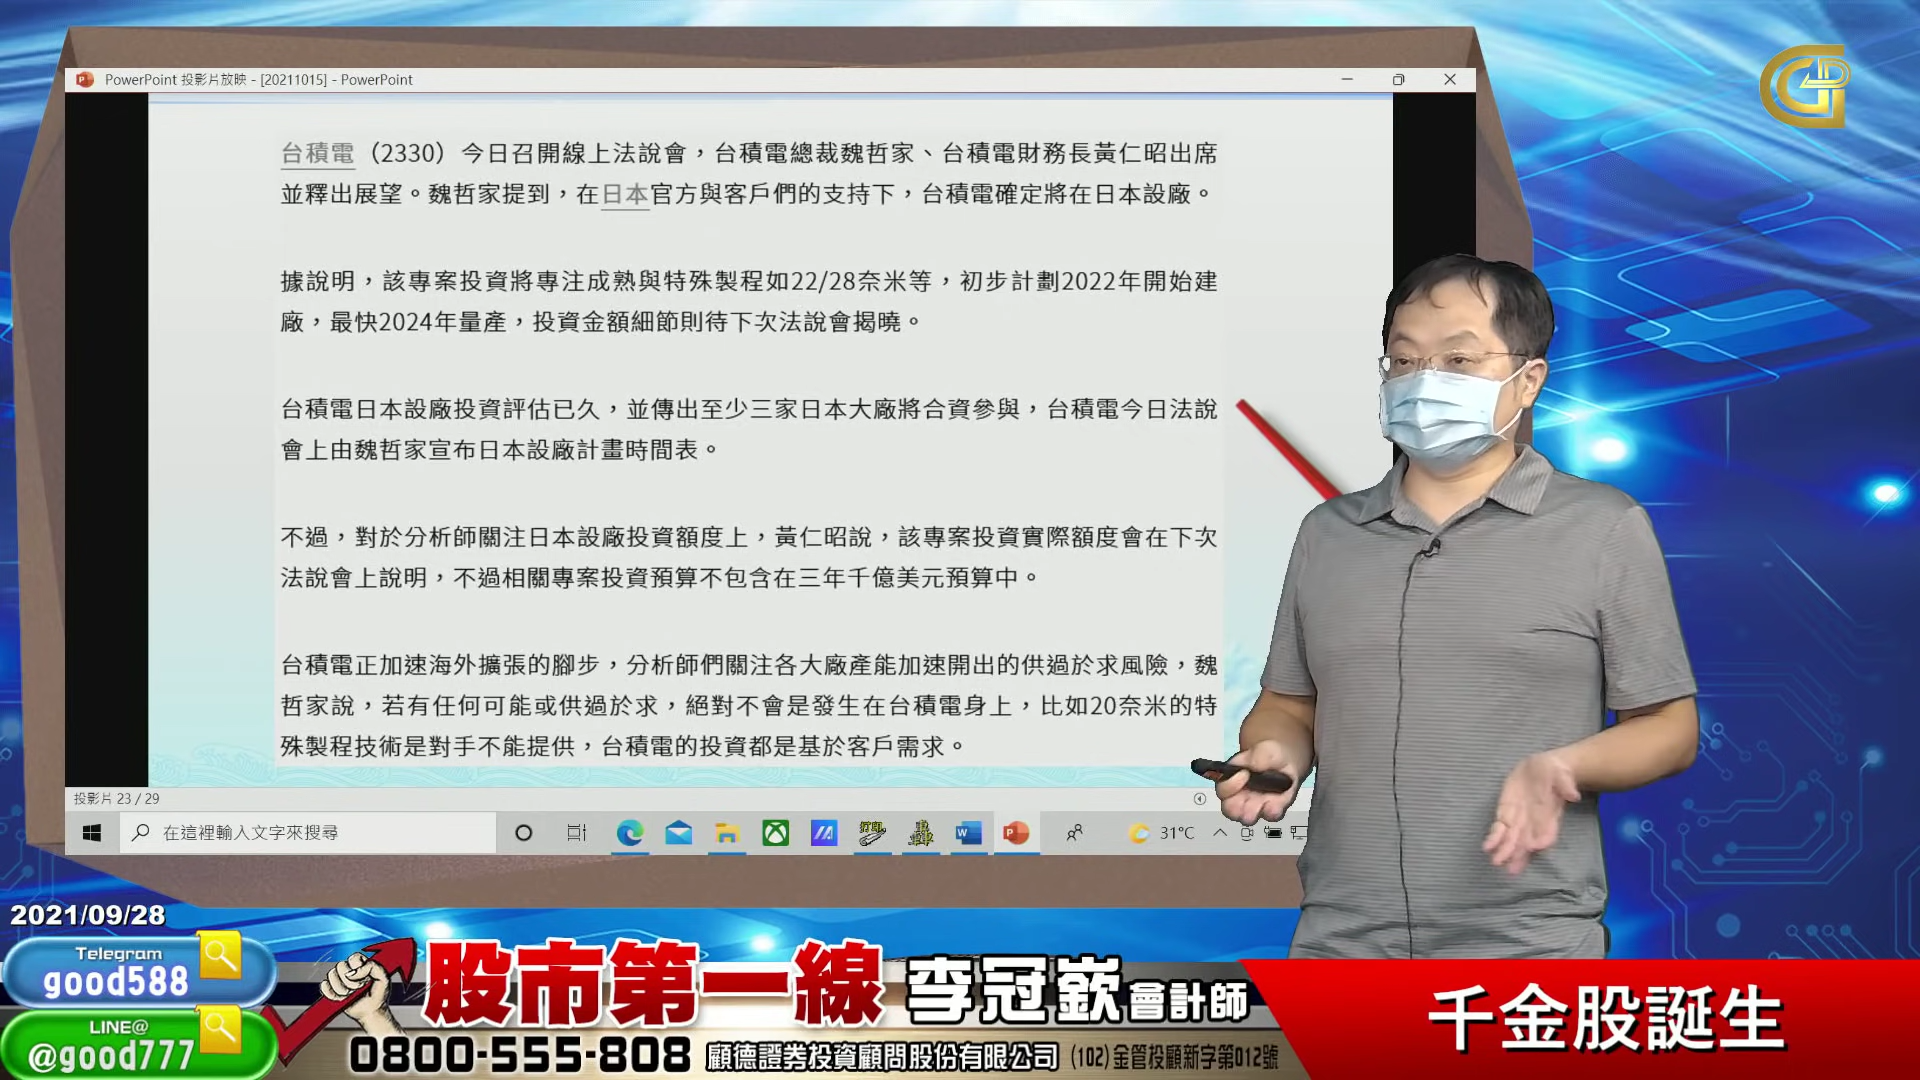 PowerPoint 投影片放映 - [20211015] - PowerPoint
台積電（2330）今日召開線上法說會，台積電總裁魏哲家、台積電財務長黃仁昭出席
並釋出展望。魏哲家提到，在日本官方與客戶們的支持下，台積電確定將在日本設廠。
據說明，該專案投資將專注成熟與特殊製程如22/28奈米等，初步計劃2022年開始建
廠，最快2024年量產，投資金額細節則待下次法說會揭曉。
台積電日本設廠投資評估已久，並傳出至少三家日本大廠將合資參與，台積電今日法說
會上由魏哲家宣布日本設廠計畫時間表。
不過，對於分析師關注日本設廠投資額度上，黃仁昭說，該專案投資實際額度會在下次
法說會上說明，不過相關專案投資預算不包含在三年千億美元預算中。
台積電正加速海外擴張的腳步，分析師們關注各大廠產能加速開出的供過於求風險，魏
哲家說，若有任何可能或供過於求，絕對不會是發生在台積電身上，比如20奈米的特
殊製程技術是對手不能提供，台積電的投資都是基於客戶需求。
投影片 23 / 29
在這裡輸入文字來搜尋
31°C
2021/09/28
Telegram
good588
LINE@
@good777
股市第一線 李冠嶔會計師
0800-555-808 顧德證券投資顧問股份有限公司 (102)金管投顧新字第012號
千金股誕生